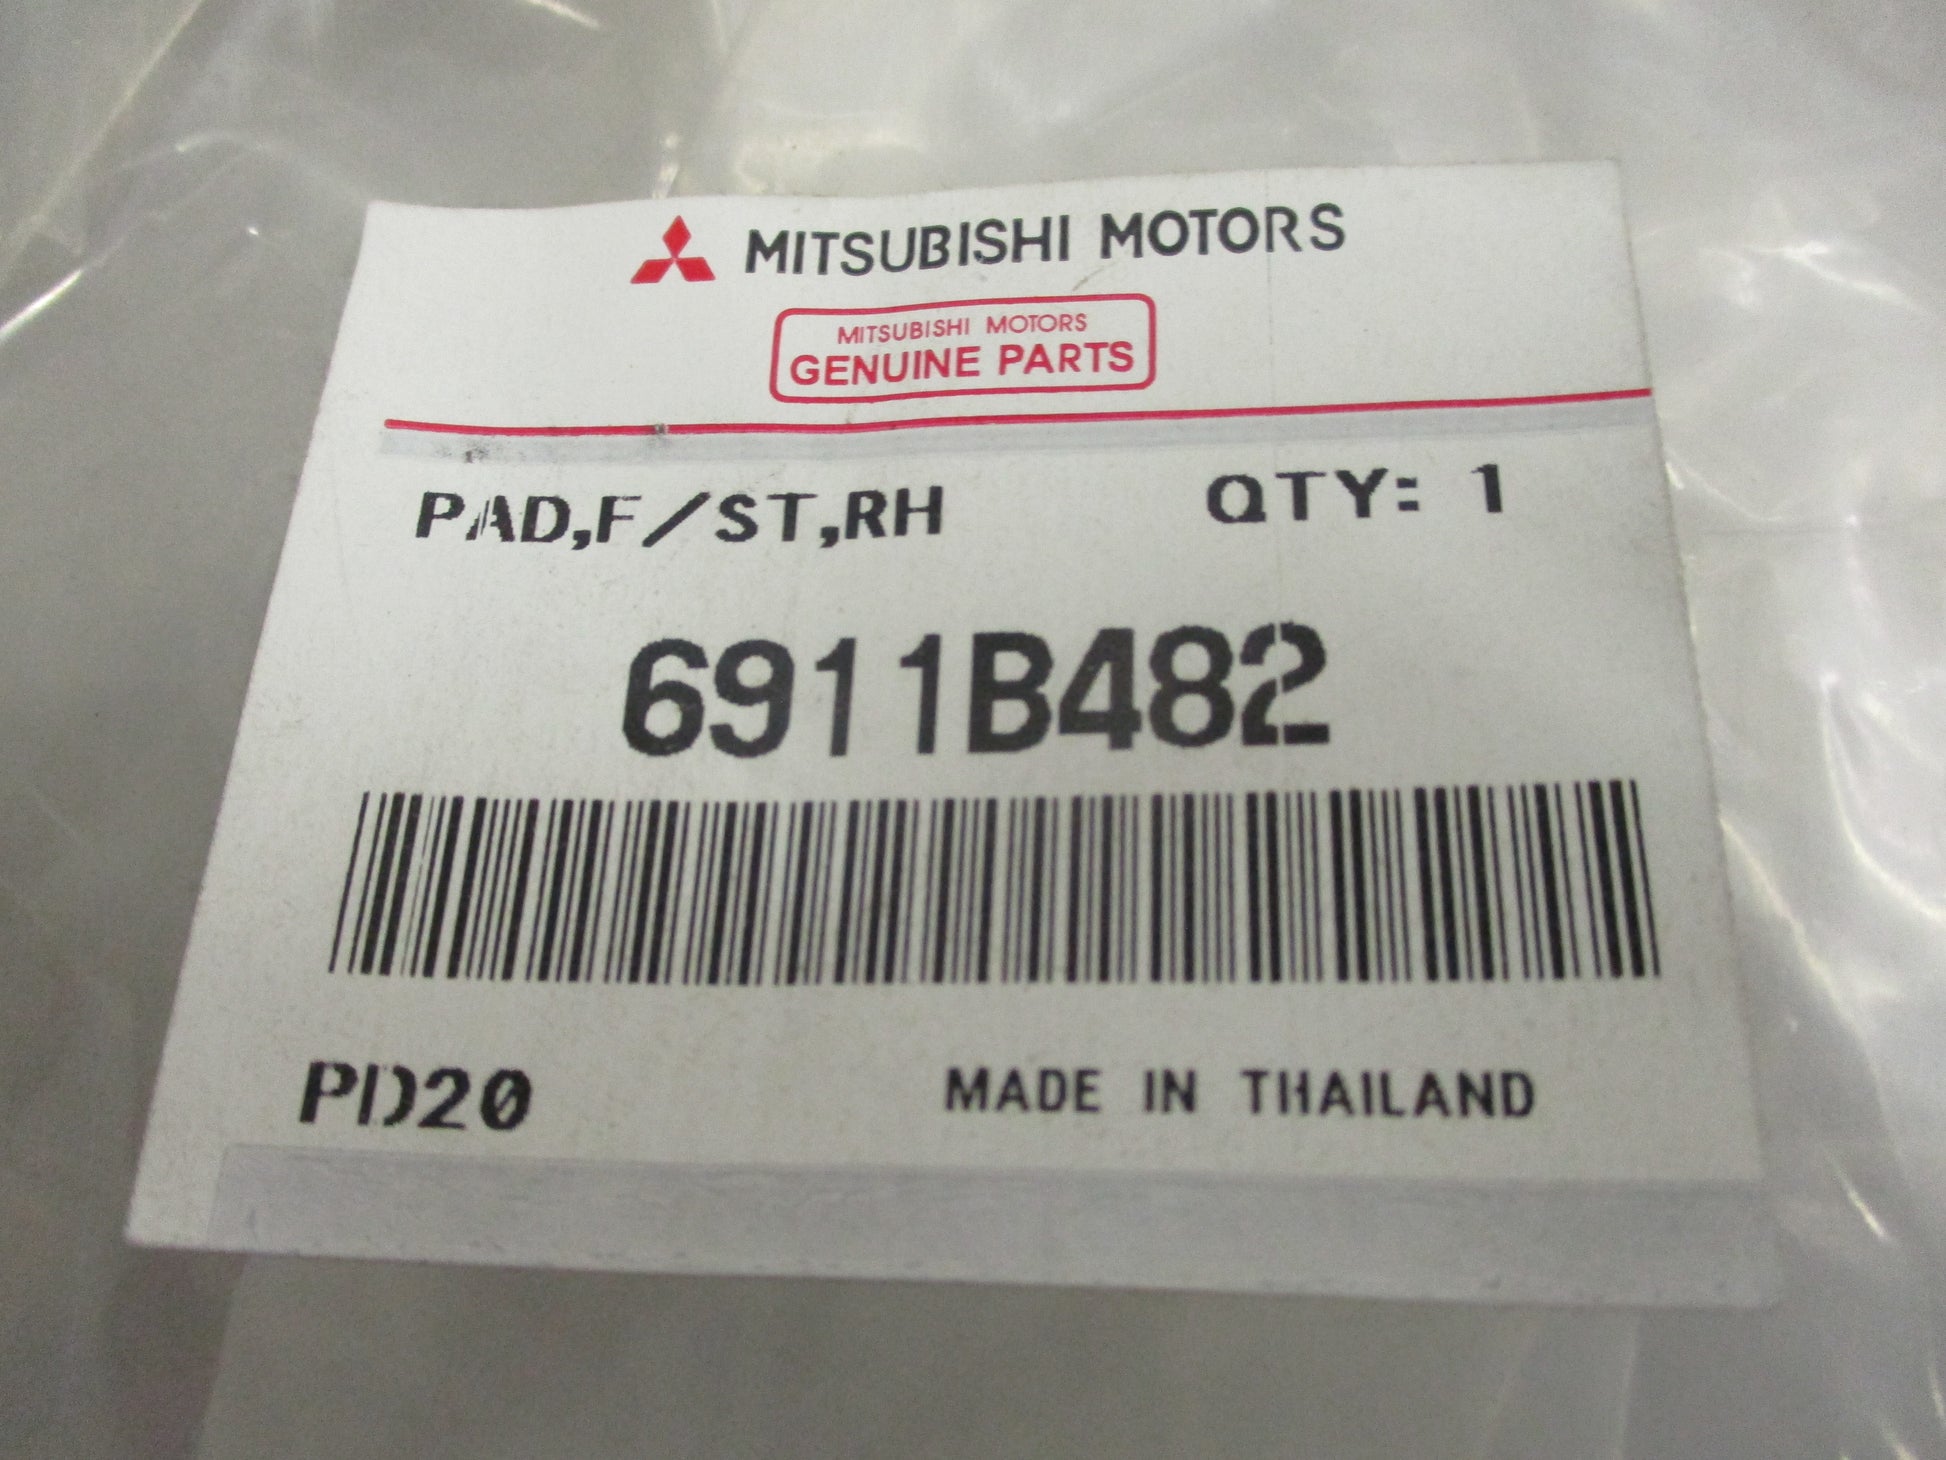 MITSUBISHI MOTORS
MITSUBISHI MOTORS
GENUINE PARTS
PAD,F/ST,RH QTY: 1
6911B482
PD20 MADE IN THAILAND